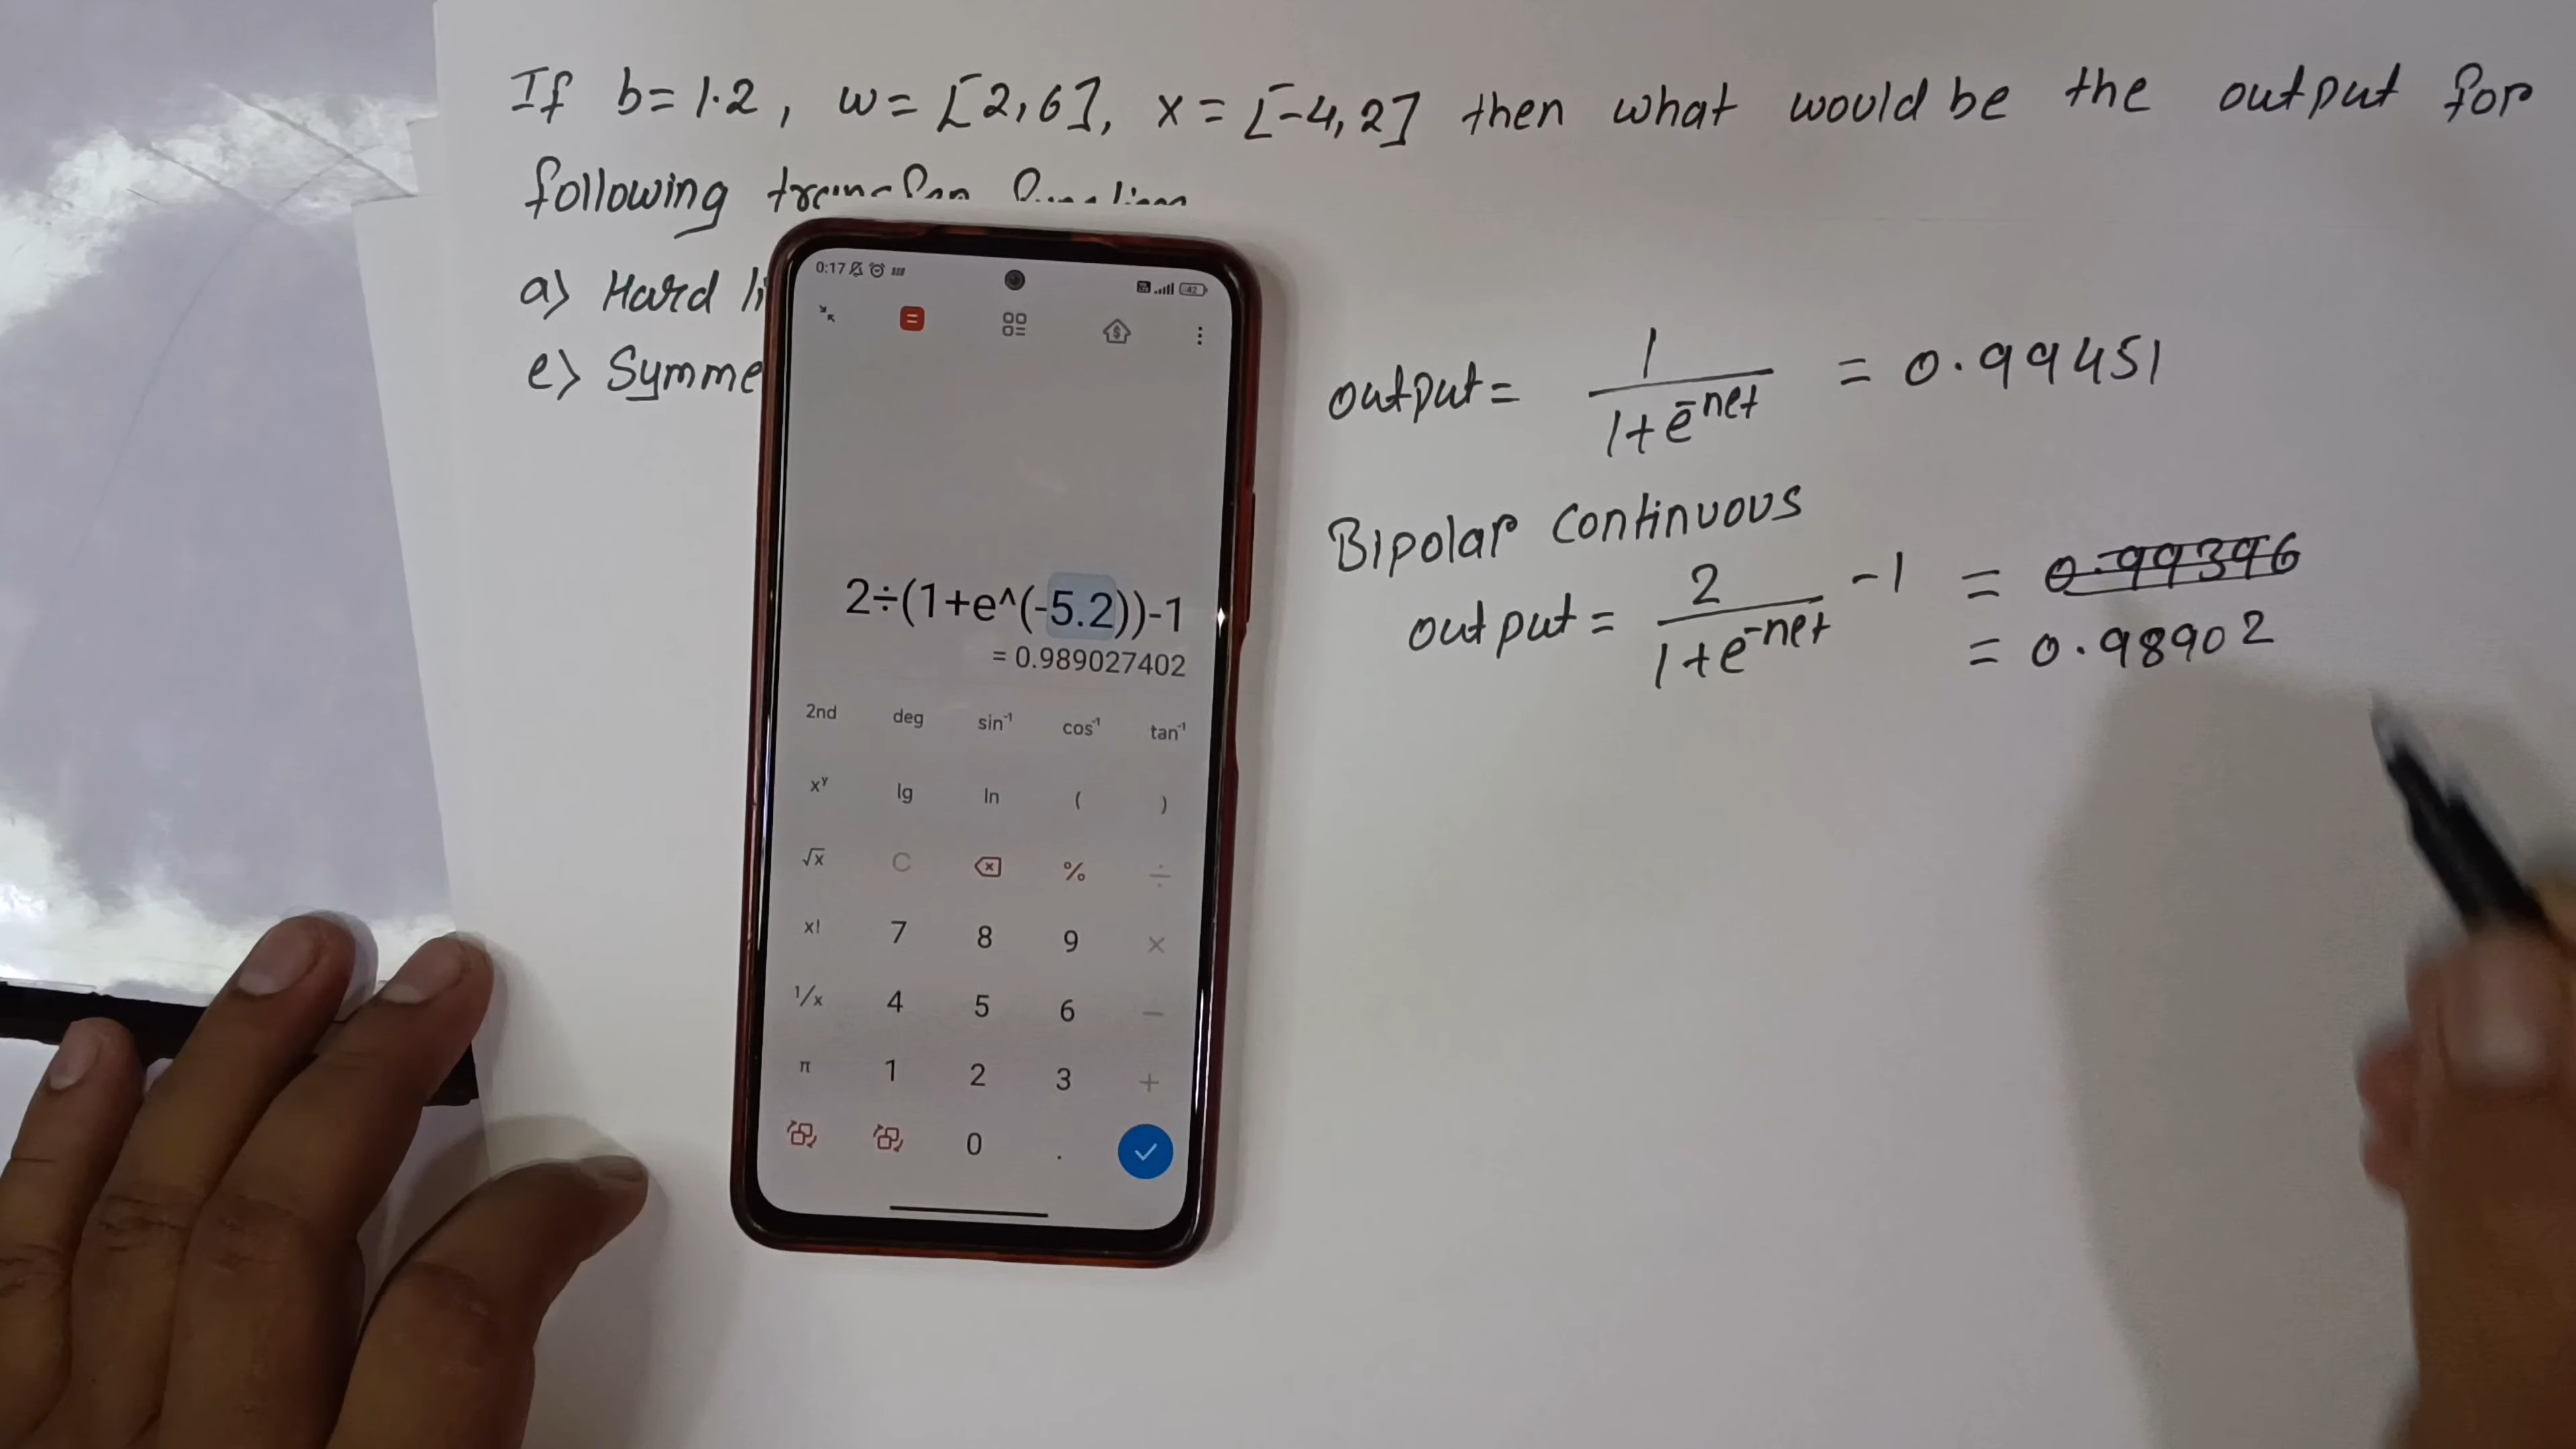 If b=1.2, w=[2,6], x=[-4,2] then what would be the output for
following
a) Hard
e) Symme
output = 1/(1+e^-net) = 0.99451
Bipolar continuous
output = 2/(1+e^-net) -1 = 0.99396
= 0.98902
0:17
42
2÷(1+e^(-5.2))-1
= 0.989027402
2nd deg sin⁻¹ cos⁻¹ tan⁻¹
xʸ lg ln ( )
√x C % ÷
x! 7 8 9 ×
1/x 4 5 6 −
π 1 2 3 +
0 .